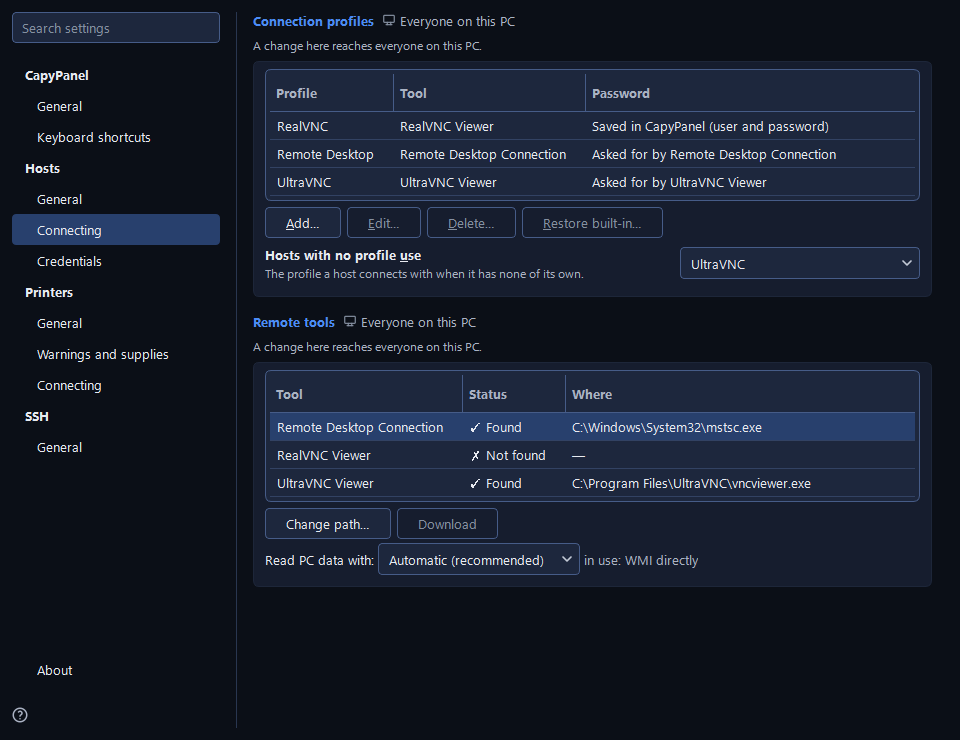 Search settings
CapyPanel
General
Keyboard shortcuts
Hosts
General
Connecting
Credentials
Printers
General
Warnings and supplies
Connecting
SSH
General
About
Connection profiles Everyone on this PC
A change here reaches everyone on this PC.
Profile Tool Password
RealVNC RealVNC Viewer Saved in CapyPanel (user and password)
Remote Desktop Remote Desktop Connection Asked for by Remote Desktop Connection
UltraVNC UltraVNC Viewer Asked for by UltraVNC Viewer
Add... Edit... Delete... Restore built-in...
Hosts with no profile use
The profile a host connects with when it has none of its own.
UltraVNC
Remote tools Everyone on this PC
A change here reaches everyone on this PC.
Tool Status Where
Remote Desktop Connection ✓ Found C:\Windows\System32\mstsc.exe
RealVNC Viewer ✗ Not found —
UltraVNC Viewer ✓ Found C:\Program Files\UltraVNC\vncviewer.exe
Change path... Download
Read PC data with: Automatic (recommended) in use: WMI directly